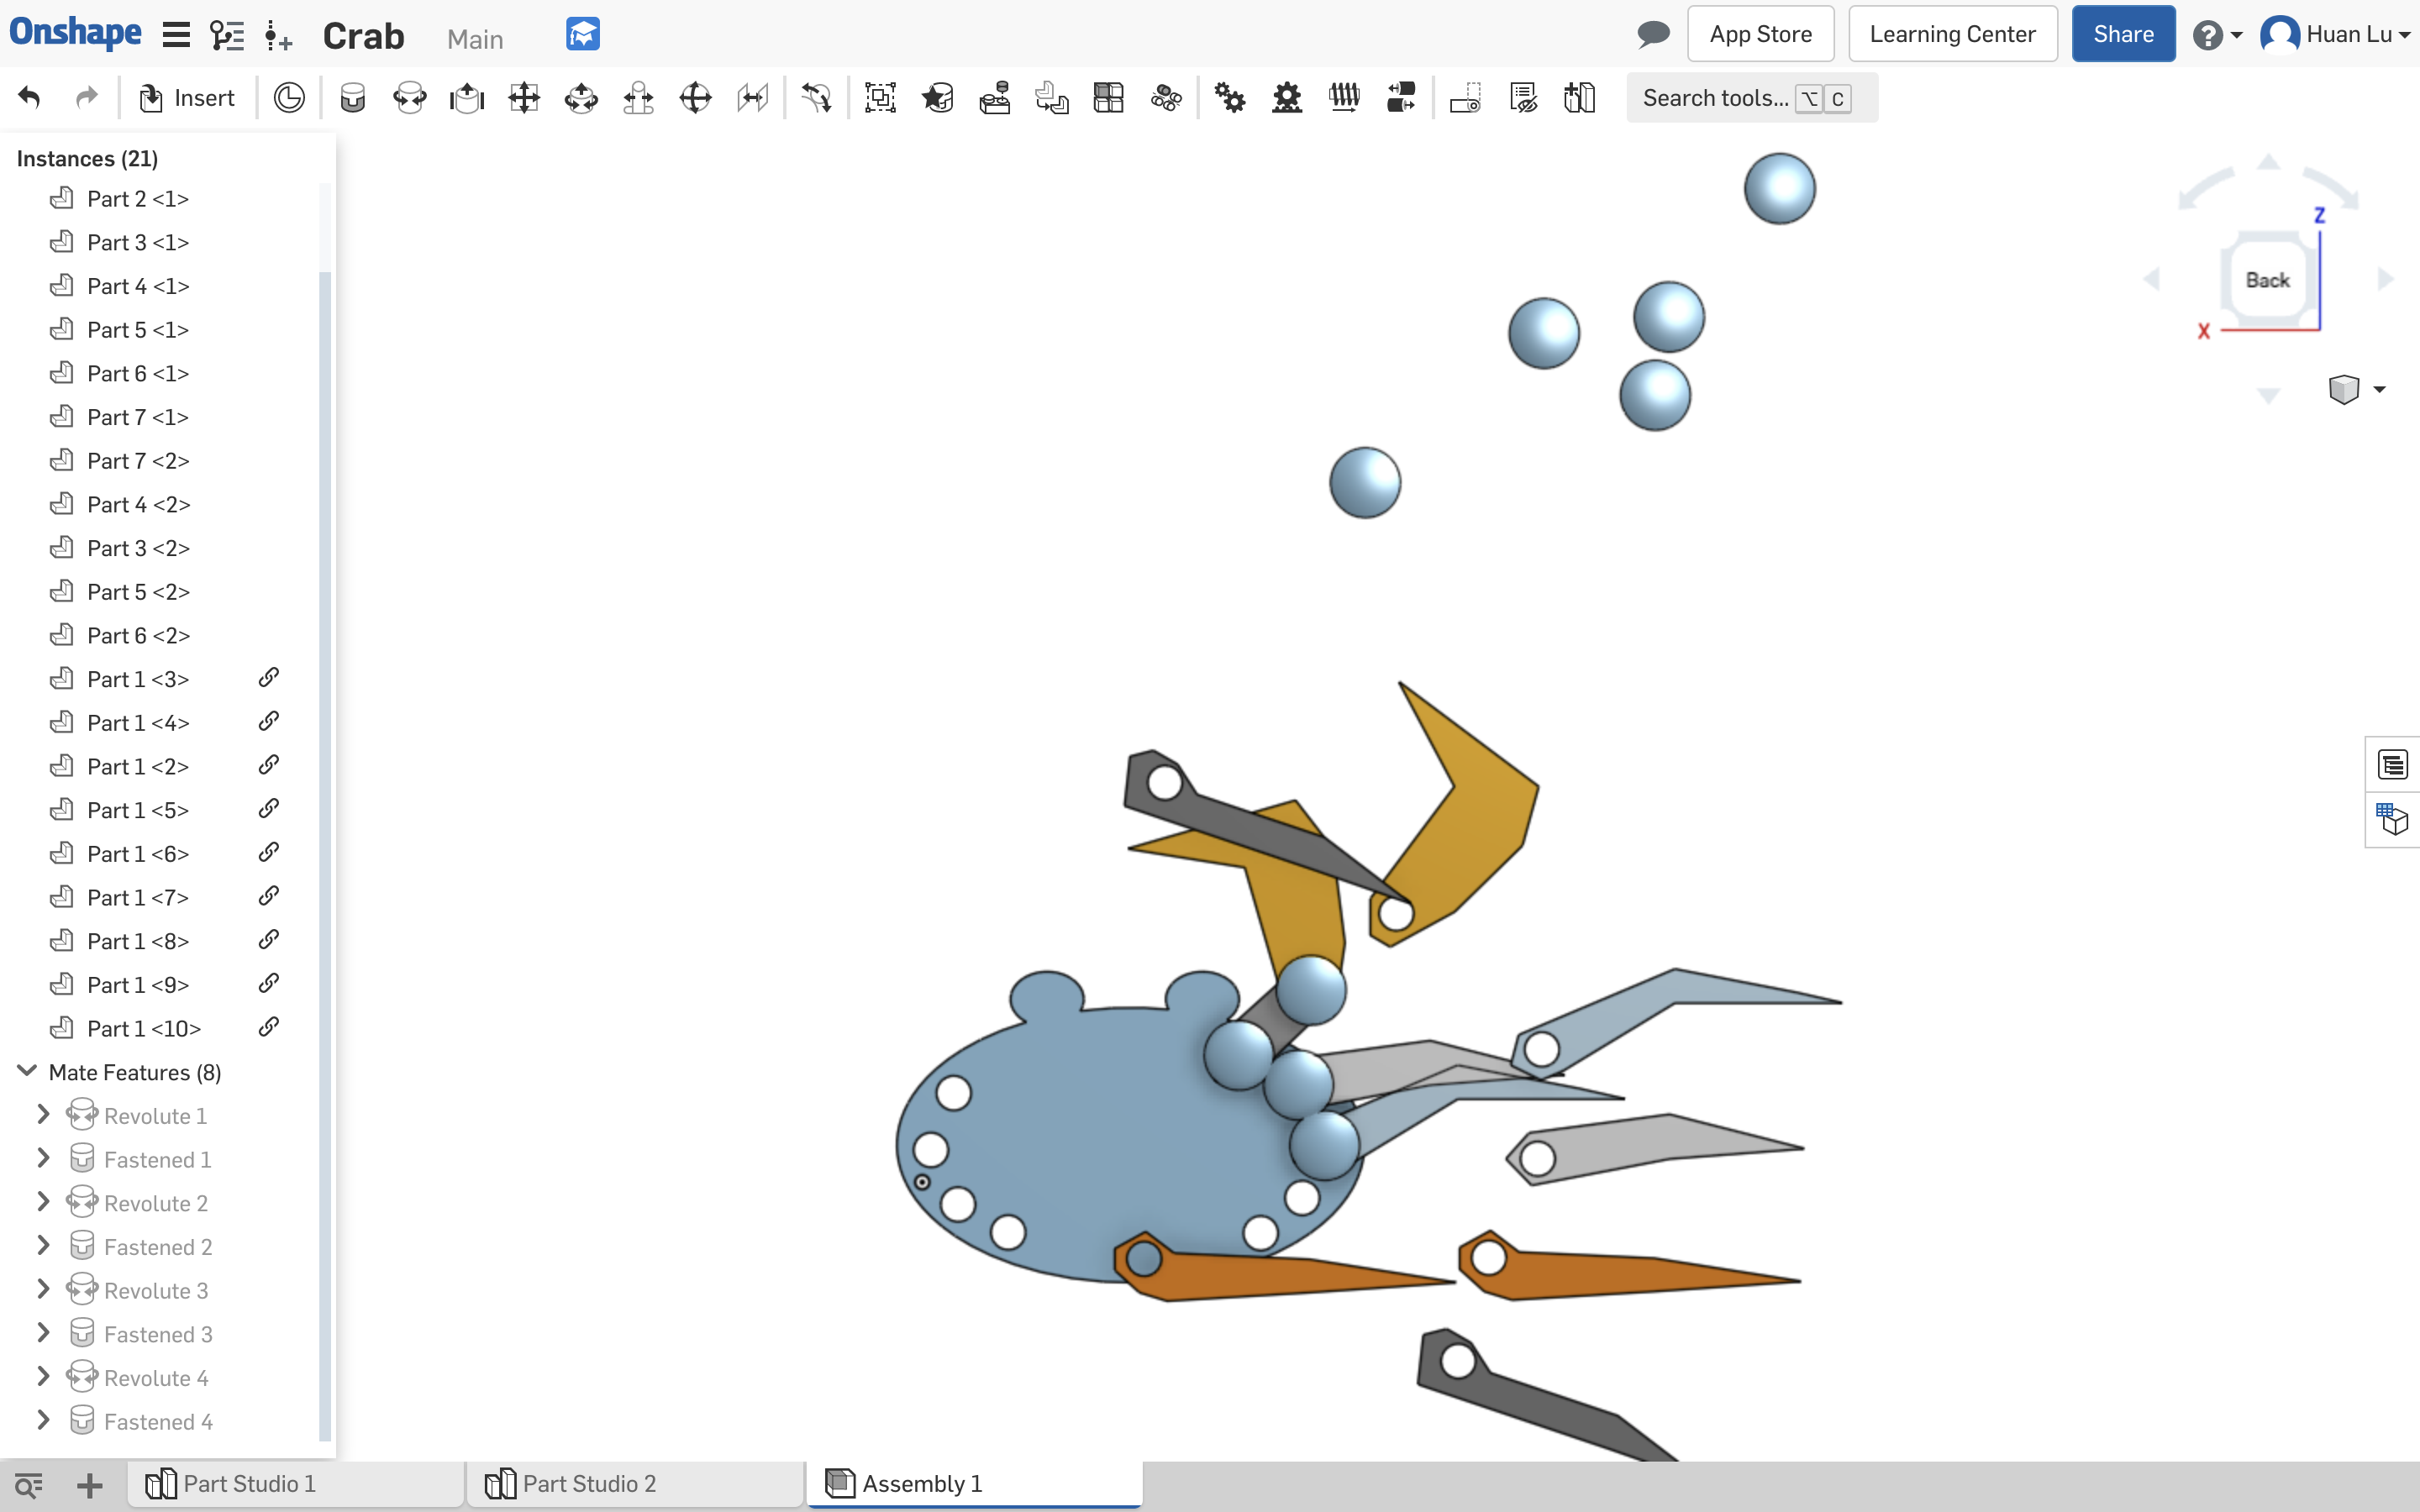 Onshape Crab Main App Store Learning Center Share Huan Lu
Insert Search tools... ⌥ C
Instances (21)
Part 2 <1>
Part 3 <1>
Part 4 <1>
Part 5 <1>
Part 6 <1>
Part 7 <1>
Part 7 <2>
Part 4 <2>
Part 3 <2>
Part 5 <2>
Part 6 <2>
Part 1 <3>
Part 1 <4>
Part 1 <2>
Part 1 <5>
Part 1 <6>
Part 1 <7>
Part 1 <8>
Part 1 <9>
Part 1 <10>
Mate Features (8)
Revolute 1
Fastened 1
Revolute 2
Fastened 2
Revolute 3
Fastened 3
Revolute 4
Fastened 4
Z
Back
X
Part Studio 1 Part Studio 2 Assembly 1